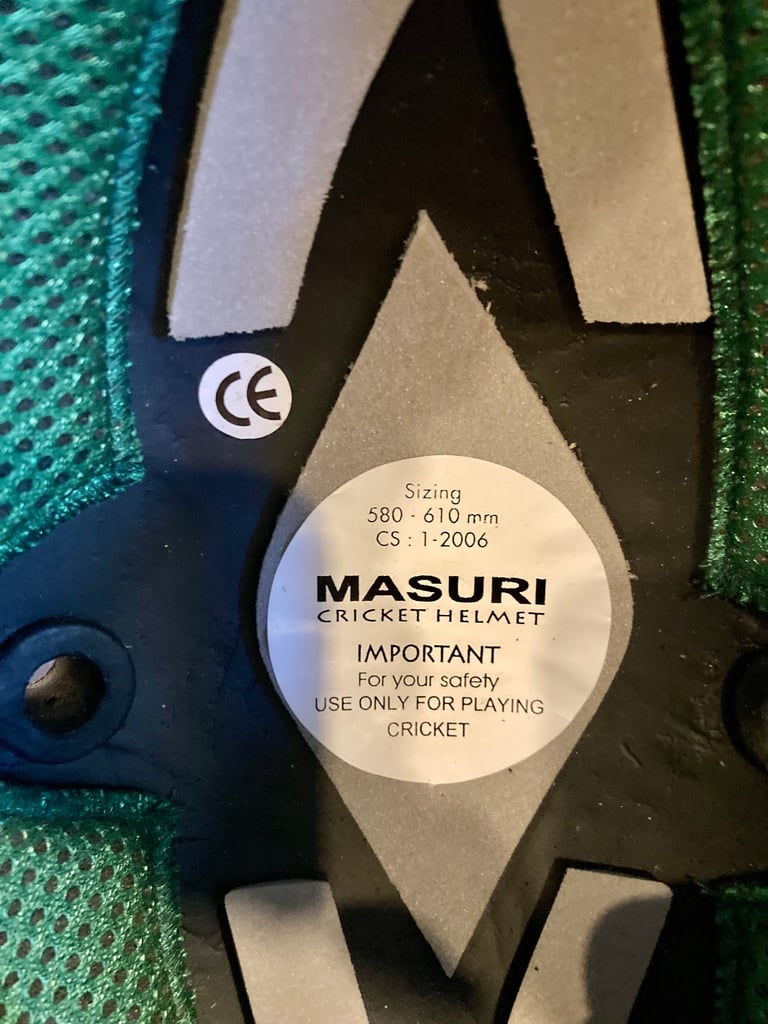 CE
Sizing
580 - 610 mm
CS : 1-2006
MASURI
CRICKET HELMET
IMPORTANT
For your safety
USE ONLY FOR PLAYING
CRICKET